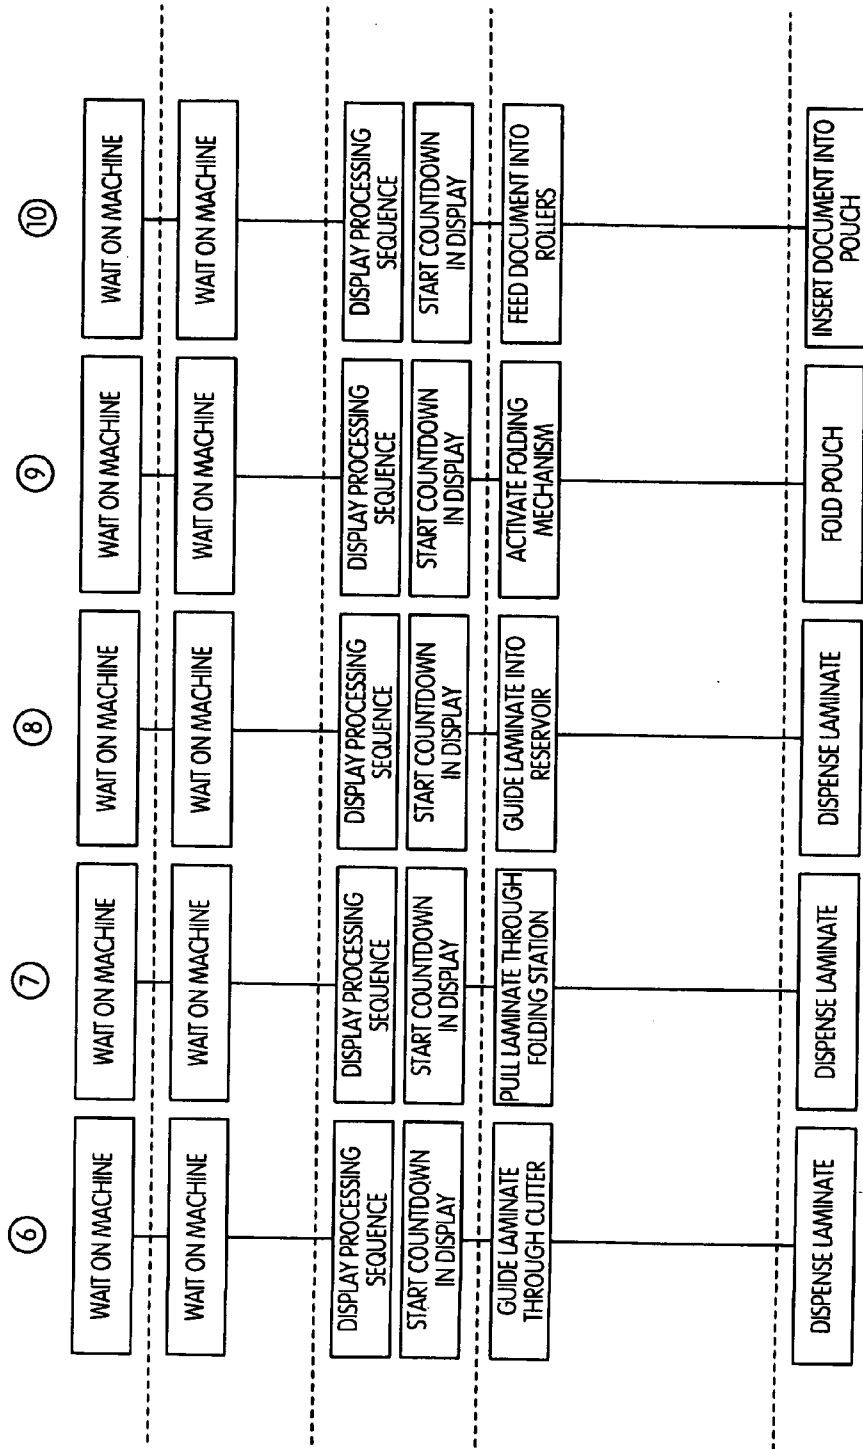 6
7
8
9
10
WAIT ON MACHINE
WAIT ON MACHINE
WAIT ON MACHINE
WAIT ON MACHINE
WAIT ON MACHINE
WAIT ON MACHINE
WAIT ON MACHINE
WAIT ON MACHINE
WAIT ON MACHINE
WAIT ON MACHINE
DISPLAY PROCESSING
SEQUENCE
DISPLAY PROCESSING
SEQUENCE
DISPLAY PROCESSING
SEQUENCE
DISPLAY PROCESSING
SEQUENCE
DISPLAY PROCESSING
SEQUENCE
START COUNTDOWN
IN DISPLAY
START COUNTDOWN
IN DISPLAY
START COUNTDOWN
IN DISPLAY
START COUNTDOWN
IN DISPLAY
START COUNTDOWN
IN DISPLAY
GUIDE LAMINATE
THROUGH CUTTER
PULL LAMINATE THROUGH
FOLDING STATION
GUIDE LAMINATE INTO
RESERVOIR
ACTIVATE FOLDING
MECHANISM
FEED DOCUMENT INTO
ROLLERS
DISPENSE LAMINATE
DISPENSE LAMINATE
DISPENSE LAMINATE
FOLD POUCH
INSERT DOCUMENT INTO
POUCH